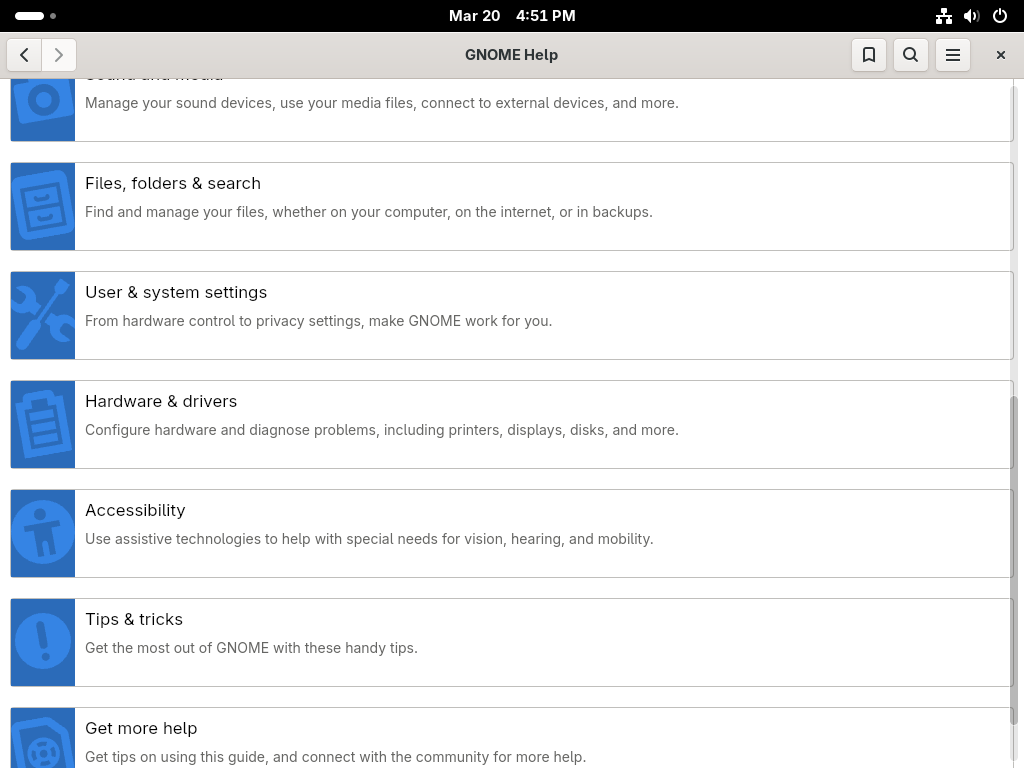 Mar 20 4:51 PM
GNOME Help
Sound and media
Manage your sound devices, use your media files, connect to external devices, and more.
Files, folders & search
Find and manage your files, whether on your computer, on the internet, or in backups.
User & system settings
From hardware control to privacy settings, make GNOME work for you.
Hardware & drivers
Configure hardware and diagnose problems, including printers, displays, disks, and more.
Accessibility
Use assistive technologies to help with special needs for vision, hearing, and mobility.
Tips & tricks
Get the most out of GNOME with these handy tips.
Get more help
Get tips on using this guide, and connect with the community for more help.